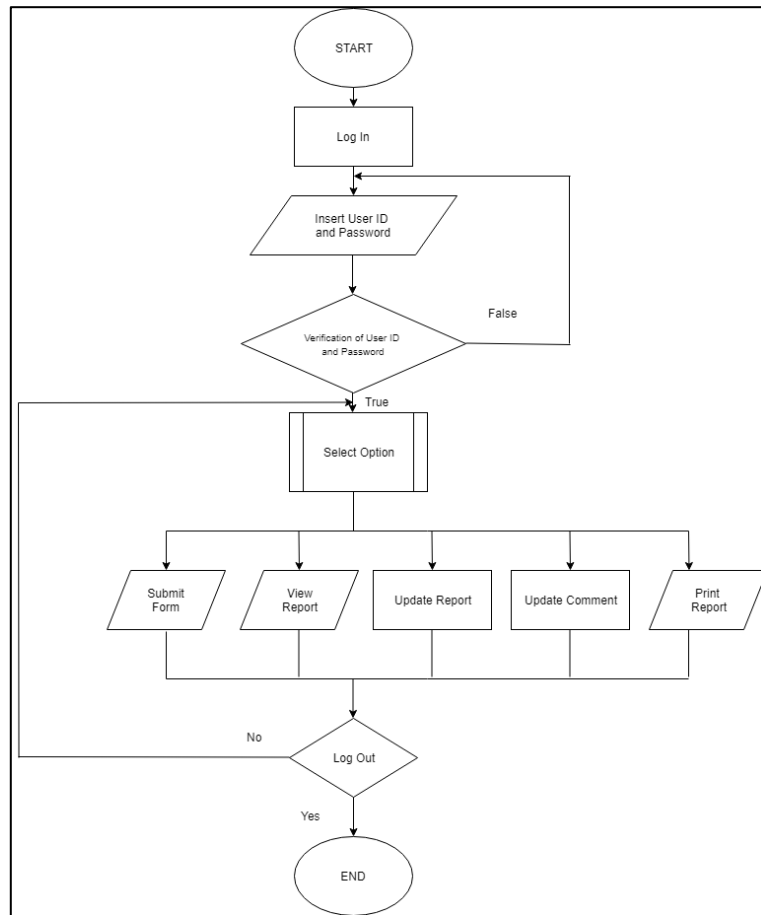 START
Log In
Insert User ID
and Password
False
Verification of User ID
and Password
True
Select Option
Submit
Form
View
Report
Update Report
Update Comment
Print
Report
No
Log Out
Yes
END